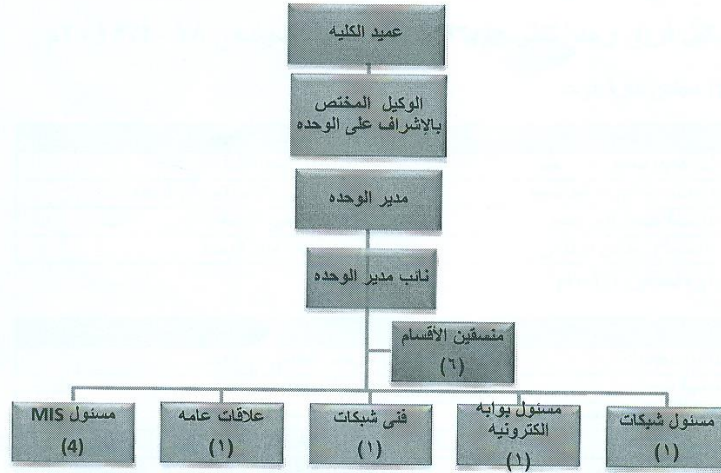 عميد الكليه
الوكيل المختص
بالإشراف على الوحده
مدير الوحده
نائب مدير الوحده
منسقين الأقسام
(٦)
مسئول شبكات
(١)
مسئول بوابه
الكترونيه
(١)
فنى شبكات
(١)
علاقات عامه
(١)
مسئول MIS
(4)